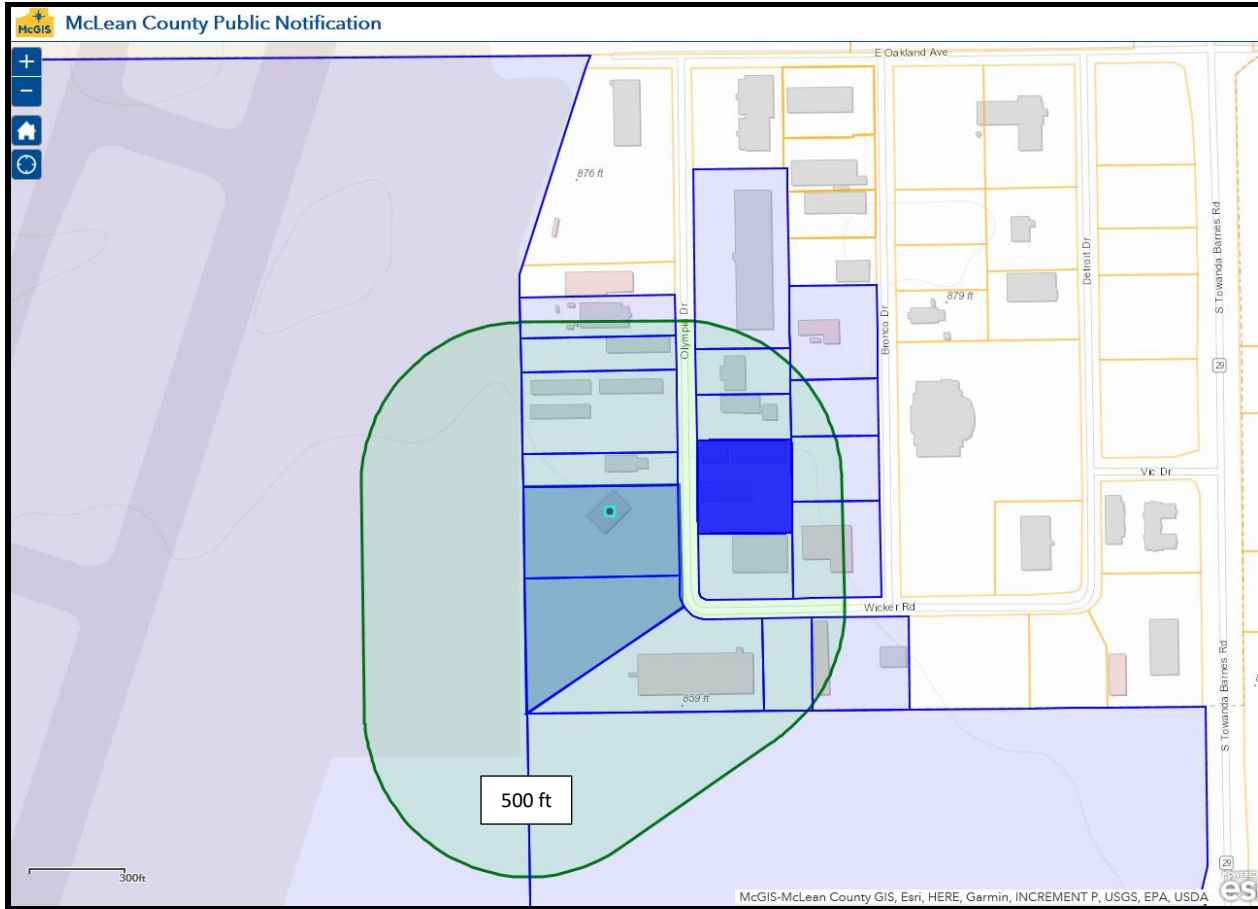 McGIS
McLean County Public Notification
+
−
E Oakland Ave
876 ft
S Towanda Barnes Rd
Detroit Dr
879 ft
Olympia Dr
Bronco Dr
29
Vic Dr
Wicker Rd
859 ft
S Towanda Barnes Rd
500 ft
300ft
29
POWERED
es
McGIS-McLean County GIS, Esri, HERE, Garmin, INCREMENT P, USGS, EPA, USDA